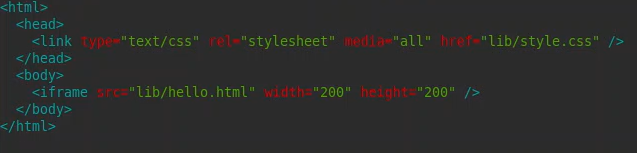 <html>
<head>
<link type="text/css" rel="stylesheet" media="all" href="lib/style.css" />
</head>
<body>
<iframe src="lib/hello.html" width="200" height="200" />
</body>
</html>